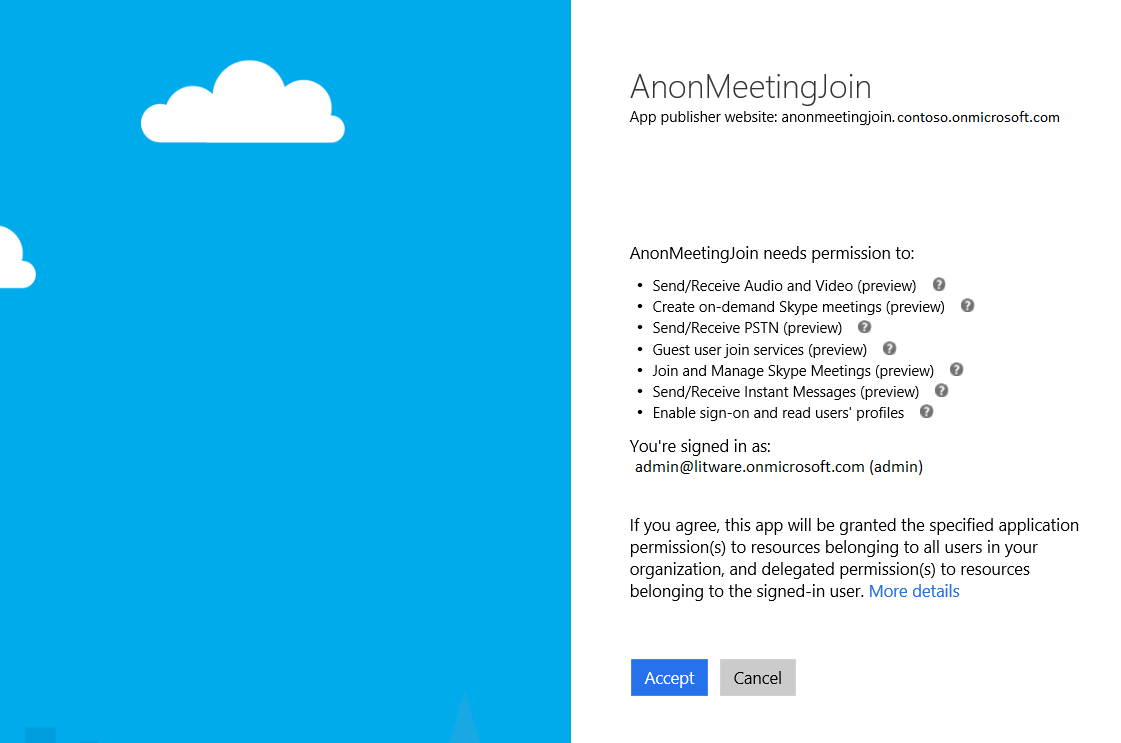 AnonMeetingJoin
App publisher website: anonmeetingjoin.contoso.onmicrosoft.com
AnonMeetingJoin needs permission to:
• Send/Receive Audio and Video (preview) ?
• Create on-demand Skype meetings (preview) ?
• Send/Receive PSTN (preview) ?
• Guest user join services (preview) ?
• Join and Manage Skype Meetings (preview) ?
• Send/Receive Instant Messages (preview) ?
• Enable sign-on and read users' profiles ?
You're signed in as:
admin@litware.onmicrosoft.com (admin)
If you agree, this app will be granted the specified application
permission(s) to resources belonging to all users in your
organization, and delegated permission(s) to resources
belonging to the signed-in user. More details
Accept Cancel